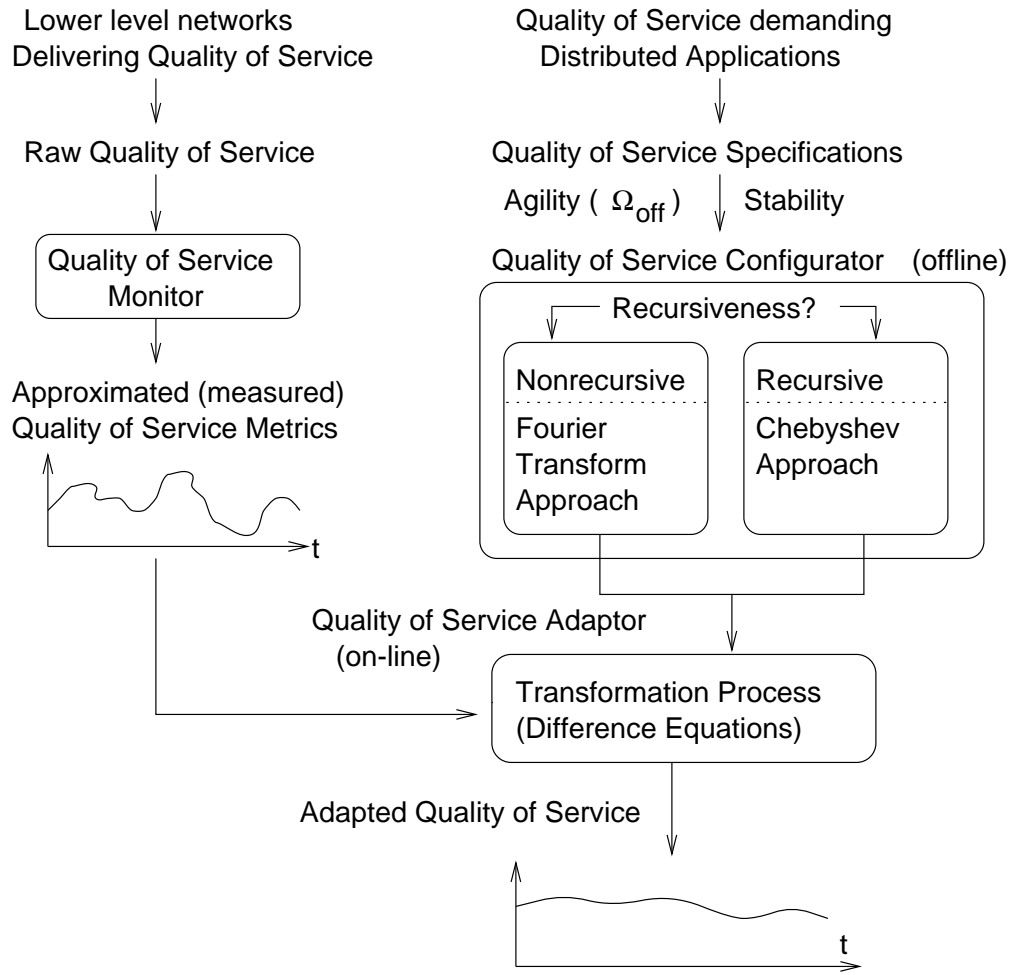 Lower level networks
Delivering Quality of Service
Raw Quality of Service
Quality of Service
Monitor
Approximated (measured)
Quality of Service Metrics
t
Quality of Service demanding
Distributed Applications
Quality of Service Specifications
Agility ( Ω_off ) Stability
Quality of Service Configurator (offline)
Recursiveness?
Nonrecursive
Fourier
Transform
Approach
Recursive
Chebyshev
Approach
Quality of Service Adaptor
(on-line)
Transformation Process
(Difference Equations)
Adapted Quality of Service
t